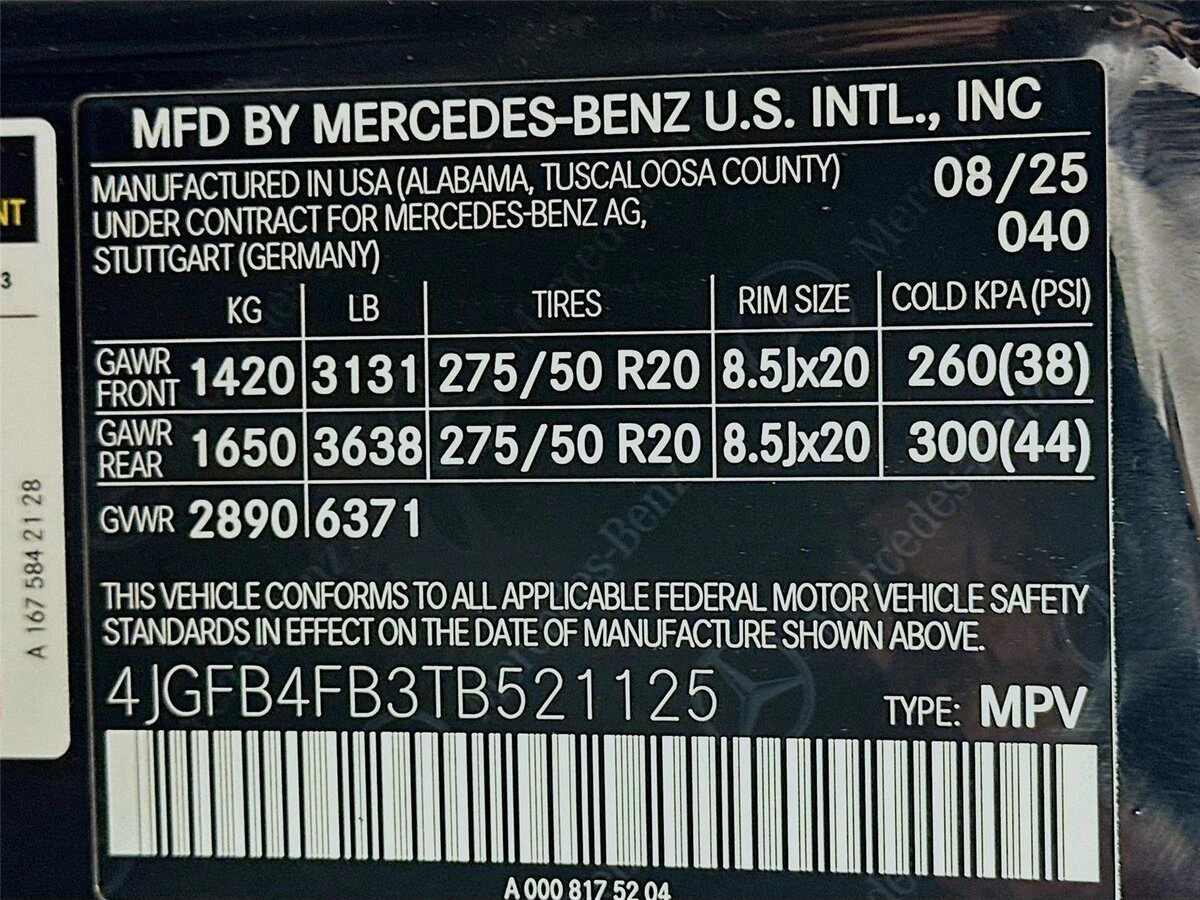 MFD BY MERCEDES-BENZ U.S. INTL., INC
MANUFACTURED IN USA (ALABAMA, TUSCALOOSA COUNTY) 08/25
UNDER CONTRACT FOR MERCEDES-BENZ AG, 040
STUTTGART (GERMANY)
KG LB TIRES RIM SIZE COLD KPA (PSI)
GAWR FRONT 1420 3131 275/50 R20 8.5Jx20 260(38)
GAWR REAR 1650 3638 275/50 R20 8.5Jx20 300(44)
GVWR 2890 6371
THIS VEHICLE CONFORMS TO ALL APPLICABLE FEDERAL MOTOR VEHICLE SAFETY
STANDARDS IN EFFECT ON THE DATE OF MANUFACTURE SHOWN ABOVE.
4JGFB4FB3TB521125 TYPE: MPV
A 000 817 52 04
NT
3
A 167 584 21 28